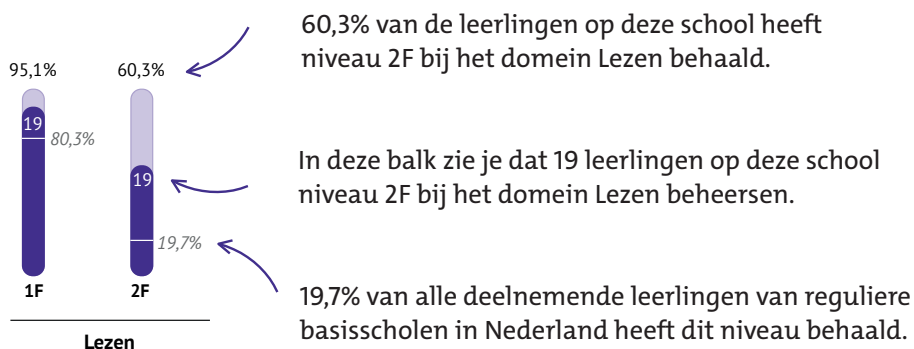 60,3% van de leerlingen op deze school heeft
niveau 2F bij het domein Lezen behaald.
95,1%
60,3%
19
80,3%
In deze balk zie je dat 19 leerlingen op deze school
niveau 2F bij het domein Lezen beheersen.
19
19,7%
19,7% van alle deelnemende leerlingen van reguliere
basisscholen in Nederland heeft dit niveau behaald.
1F
2F
Lezen